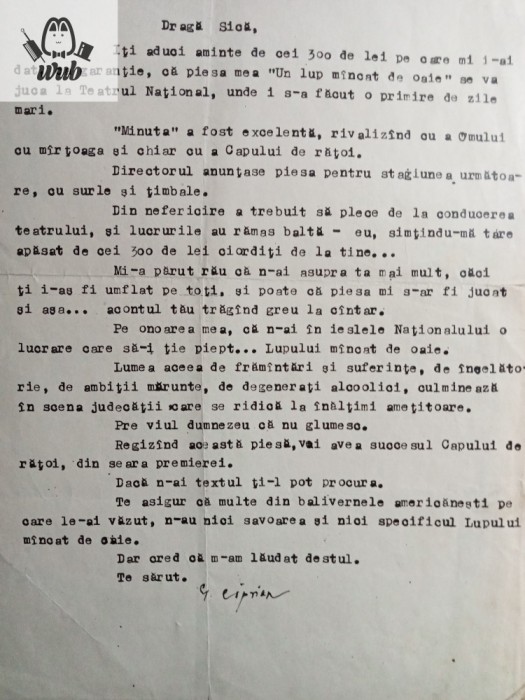 Dragă Sică,
Iți aduci aminte de cei 300 de lei pe care mi i-ai
dat garanție, că piesa mea "Un lup mîncat de oaie" se va
juca la Teatrul Național, unde i s-a făcut o primire de zile
mari.
"Minuta" a fost excelentă, rivalizînd cu a Omului
cu mîrțoaga și chiar cu a Capului de rățoi.
Directorul anunțase piesa pentru stagiunea următoa-
re, cu surle și țimbale.
Din nefericire a trebuit să plece de la conducerea
teatrului, și lucrurile au rămas baltă - eu, simțindu-mă tare
apăsat de cei 300 de lei ciordiți de la tine...
Mi-a părut rău că n-ai asupra ta mai mult, căci
ți i-aș fi umflat pe toți, și poate că piesa mi s-ar fi jucat
și așa... acontul tău trăgînd greu la cîntar.
Pe onoarea mea, că n-ai în ieslele Naționalului o
lucrare care să-i ție piept... Lupului mîncat de oaie.
Lumea aceea de frămîntări și suferințe, de înșelăto-
rie, de ambiții mărunte, de degenerați alcoolici, culminează
în scena judecății care se ridică la înălțimi amețitoare.
Pre viul dumnezeu că nu glumesc.
Regizînd această piesă, vei avea succesul Capului de
rățoi, din seara premierei.
Dacă n-ai textul ți-l pot procura.
Te asigur că multe din balivernele americănești pe
care le-ai văzut, n-au nici savoarea și nici specificul Lupului
mîncat de oaie.
Dar cred că m-am lăudat destul.
Te sărut.
G. Ciprian
wub